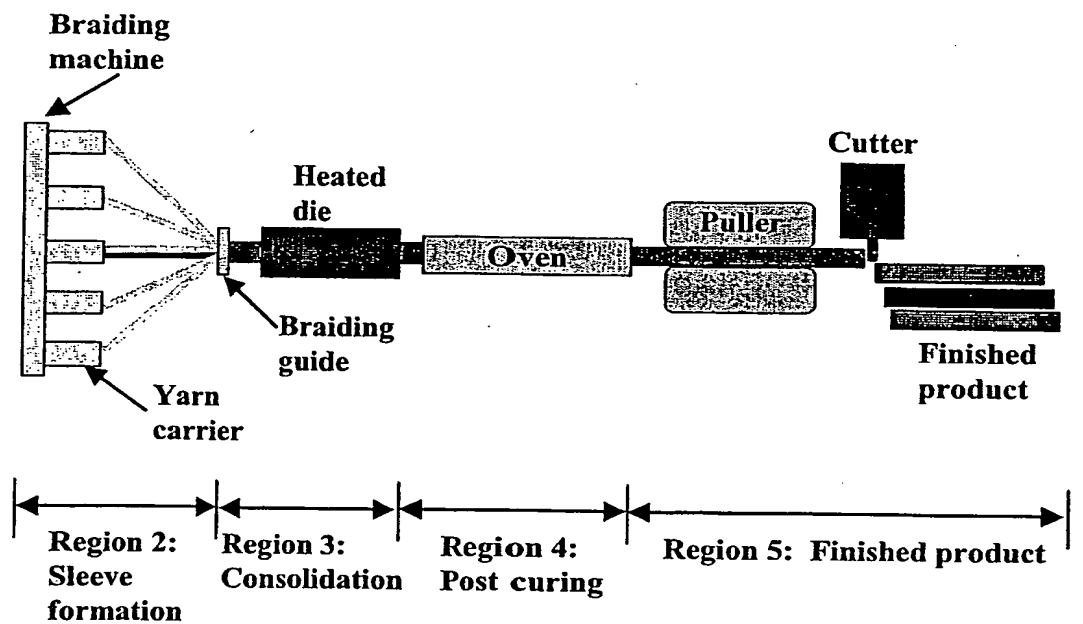 Braiding
machine
Cutter
Heated
die
Puller
Oven
Braiding
guide
Finished
product
Yarn
carrier
Region 2:
Sleeve
formation
Region 3:
Consolidation
Region 4:
Post curing
Region 5: Finished product